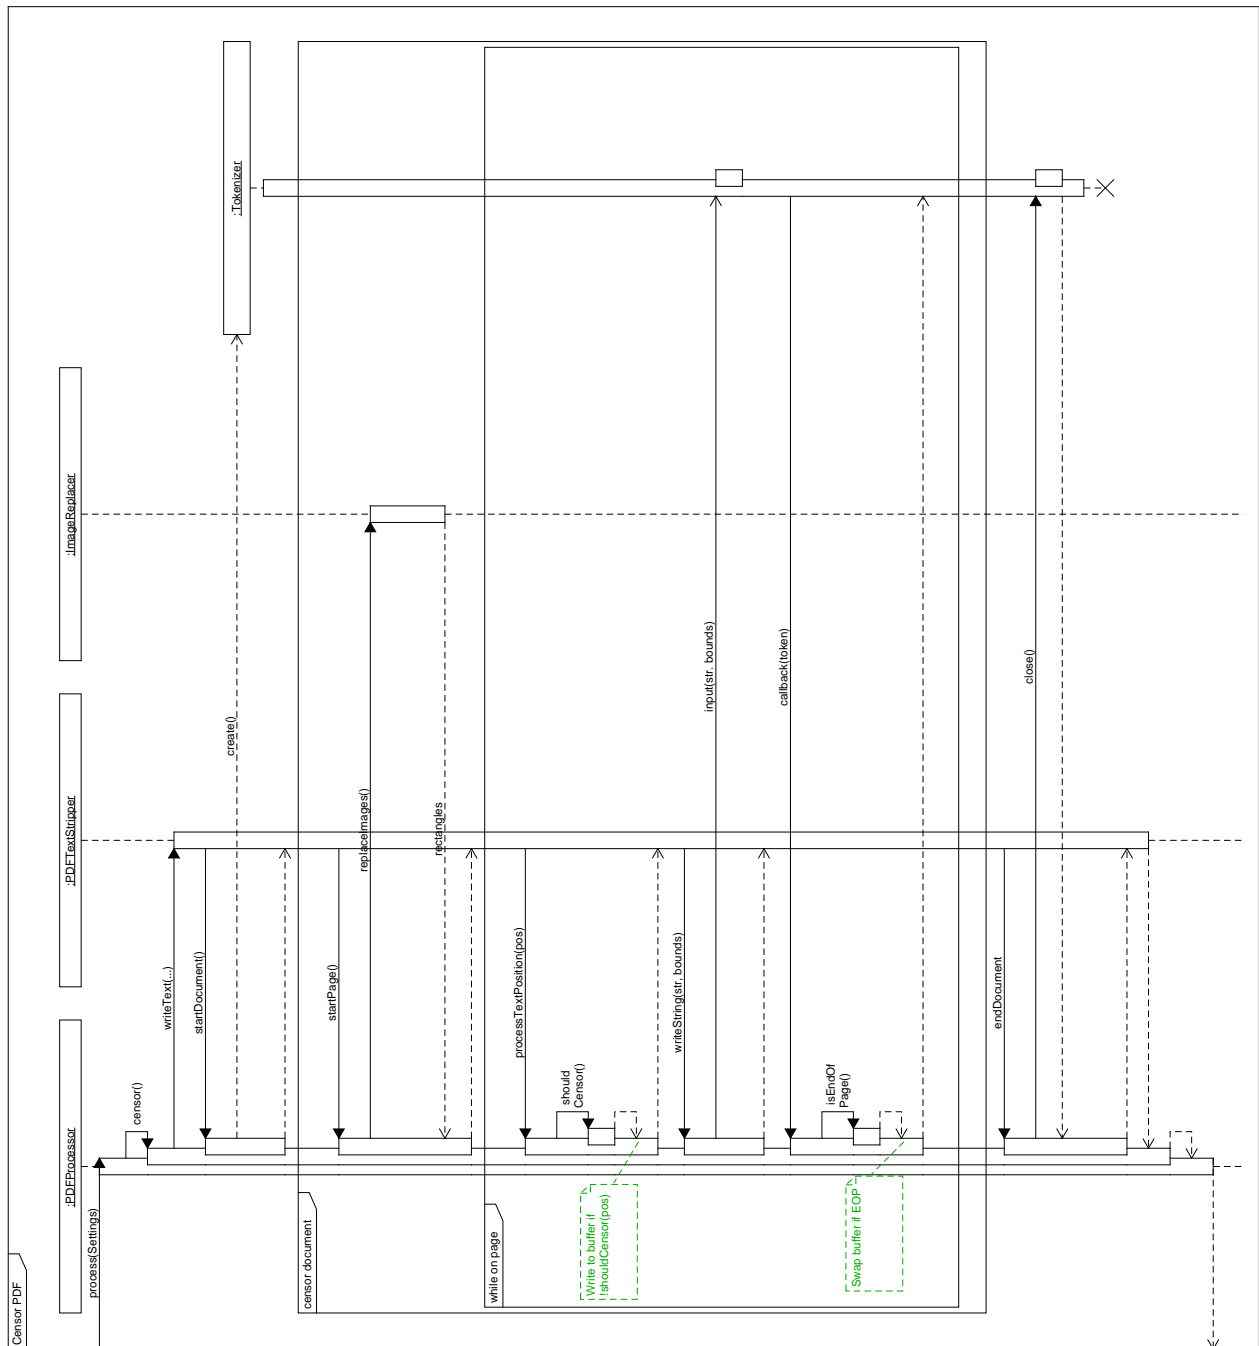 Censor PDF
:PDFProcessor
:PDFTextStripper
:ImageReplacer
:Tokenizer
process(Settings)
censor()
writeText(...)
startDocument()
create()
censor document
startPage()
replaceImages()
rectangles
while on page
processTextPosition(pos)
should
Censor()
Write to buffer if
!shouldCensor(pos)
writeString(str, bounds)
input(str, bounds)
callback(token)
isEndOf
Page()
Swap buffer if EOP
endDocument
close()